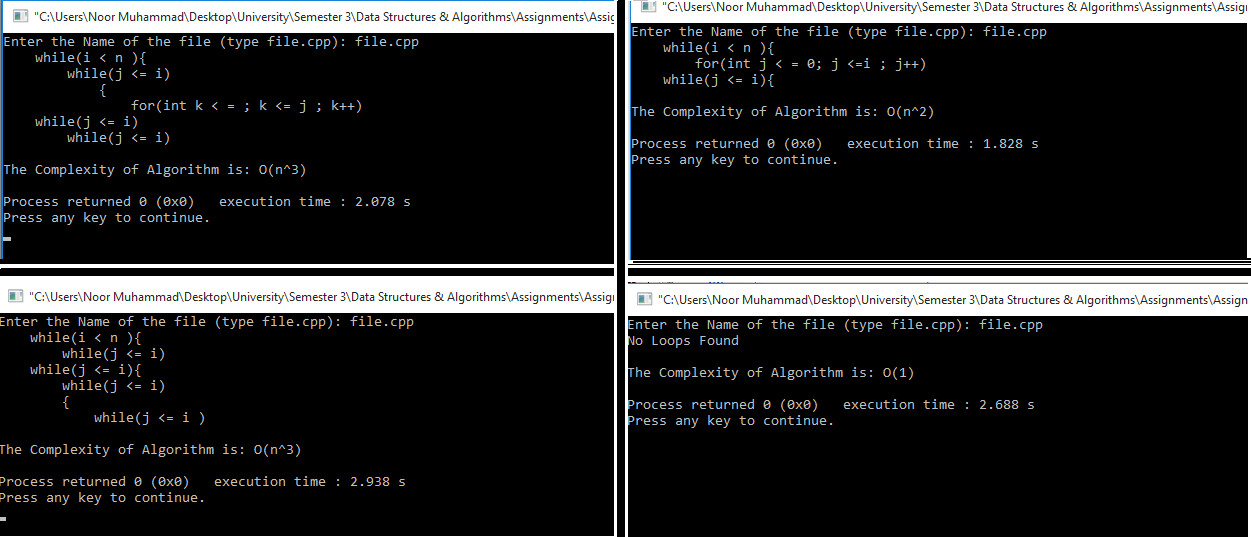 "C:\Users\Noor Muhammad\Desktop\University\Semester 3\Data Structures & Algorithms\Assignments\Assig
Enter the Name of the file (type file.cpp): file.cpp
while(i < n ){
while(j <= i)
{
for(int k < = ; k <= j ; k++)
while(j <= i)
while(j <= i)
The Complexity of Algorithm is: O(n^3)
Process returned 0 (0x0)   execution time : 2.078 s
Press any key to continue.
"C:\Users\Noor Muhammad\Desktop\University\Semester 3\Data Structures & Algorithms\Assignments\Assig
Enter the Name of the file (type file.cpp): file.cpp
while(i < n ){
for(int j < = 0; j <=i ; j++)
while(j <= i){
The Complexity of Algorithm is: O(n^2)
Process returned 0 (0x0)   execution time : 1.828 s
Press any key to continue.
"C:\Users\Noor Muhammad\Desktop\University\Semester 3\Data Structures & Algorithms\Assignments\Assig
Enter the Name of the file (type file.cpp): file.cpp
while(i < n ){
while(j <= i)
while(j <= i){
while(j <= i)
{
while(j <= i )
The Complexity of Algorithm is: O(n^3)
Process returned 0 (0x0)   execution time : 2.938 s
Press any key to continue.
"C:\Users\Noor Muhammad\Desktop\University\Semester 3\Data Structures & Algorithms\Assignments\Assign
Enter the Name of the file (type file.cpp): file.cpp
No Loops Found
The Complexity of Algorithm is: O(1)
Process returned 0 (0x0)   execution time : 2.688 s
Press any key to continue.